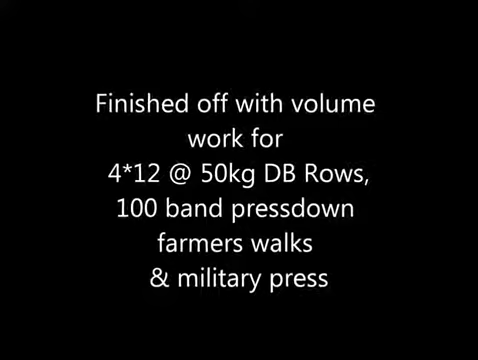 Finished off with volume
work for
4*12 @ 50kg DB Rows,
100 band pressdown
farmers walks
& military press